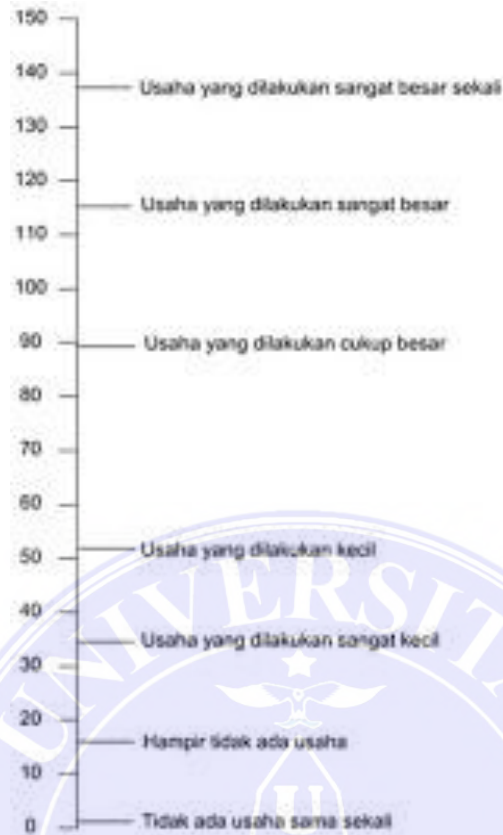 150
140
Usaha yang dilakukan sangat besar sekali
130
120
Usaha yang dilakukan sangat besar
110
100
90
Usaha yang dilakukan cukup besar
80
70
60
50
Usaha yang dilakukan kecil
40
Usaha yang dilakukan sangat kecil
30
20
Hampir tidak ada usaha
10
0
Tidak ada usaha sama sekali
UNIVERSITA